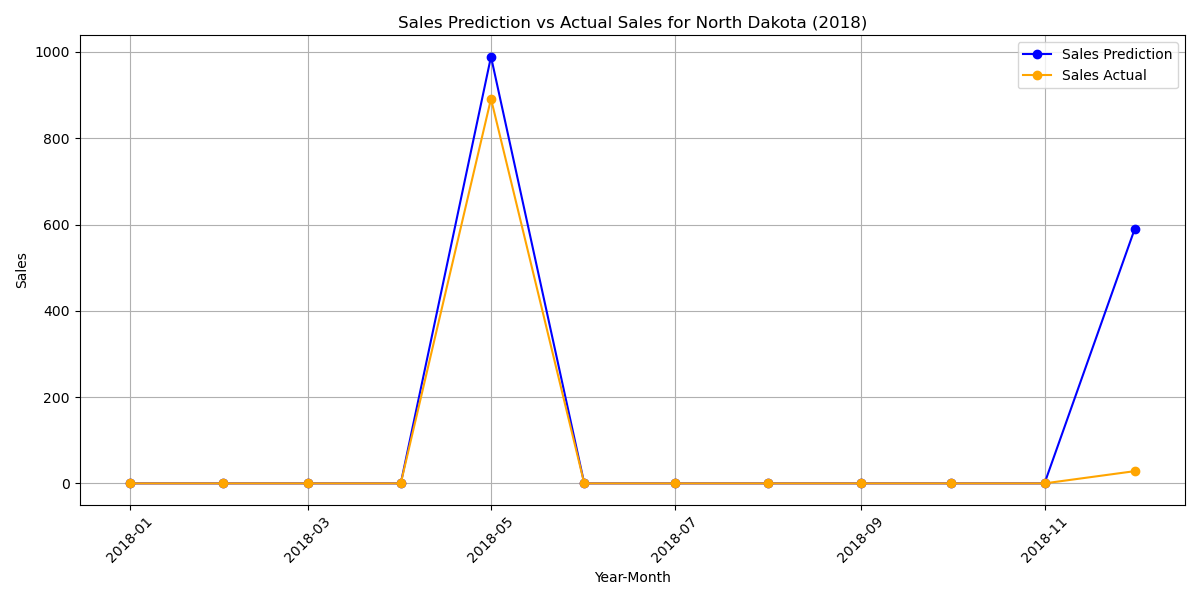 Sales Prediction vs Actual Sales for North Dakota (2018)
Sales Prediction
Sales Actual
1000
800
600
400
200
0
Sales
2018-01
2018-03
2018-05
2018-07
2018-09
2018-11
Year-Month